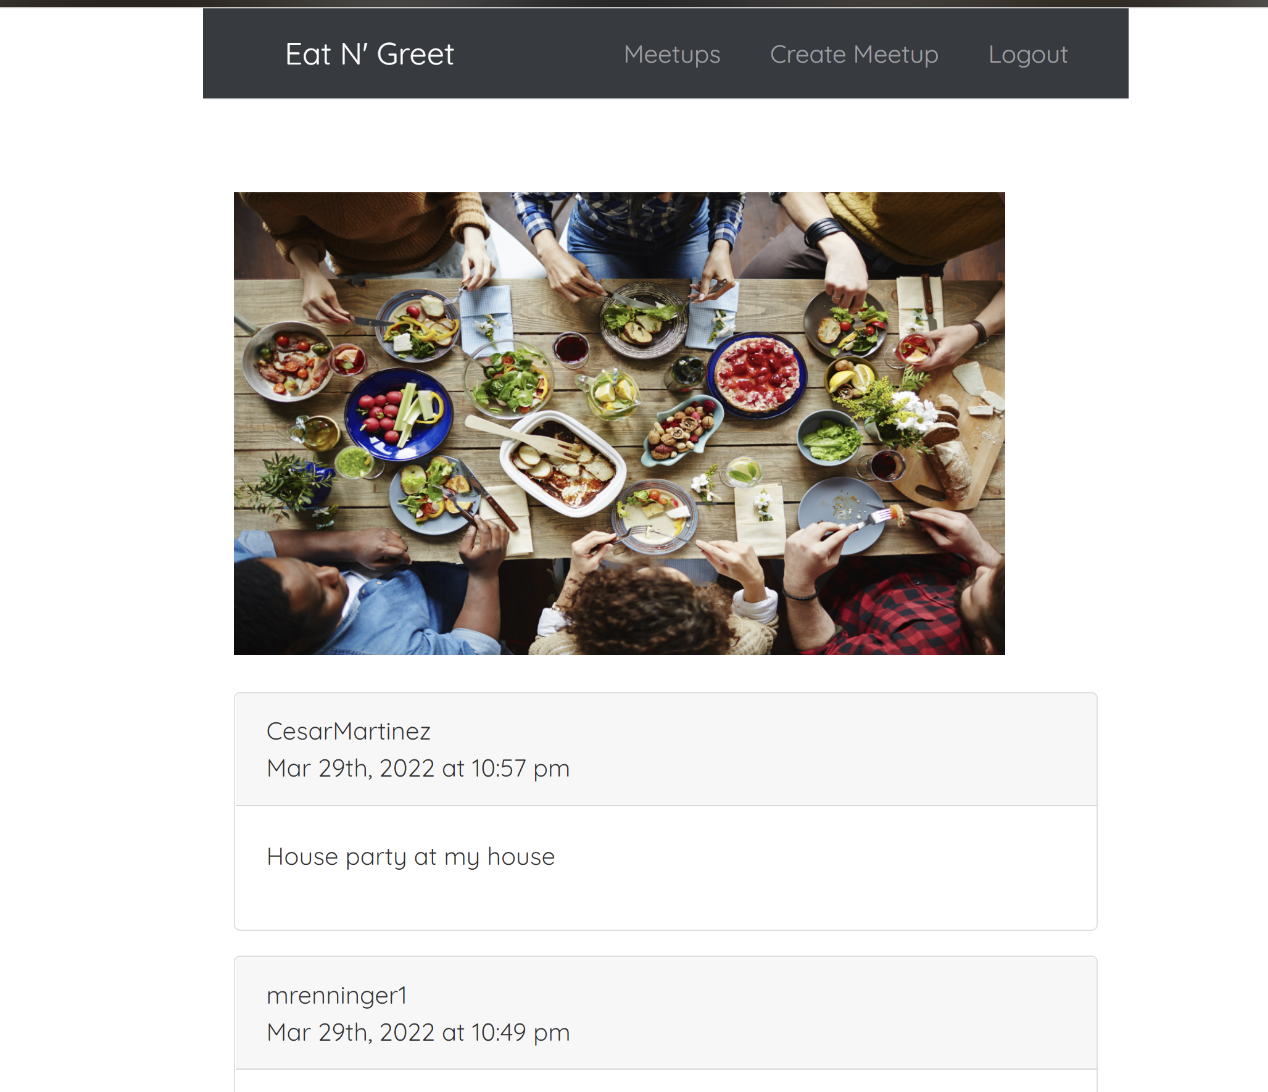 Eat N' Greet
Meetups
Create Meetup
Logout
CesarMartinez
Mar 29th, 2022 at 10:57 pm
House party at my house
mrenninger1
Mar 29th, 2022 at 10:49 pm